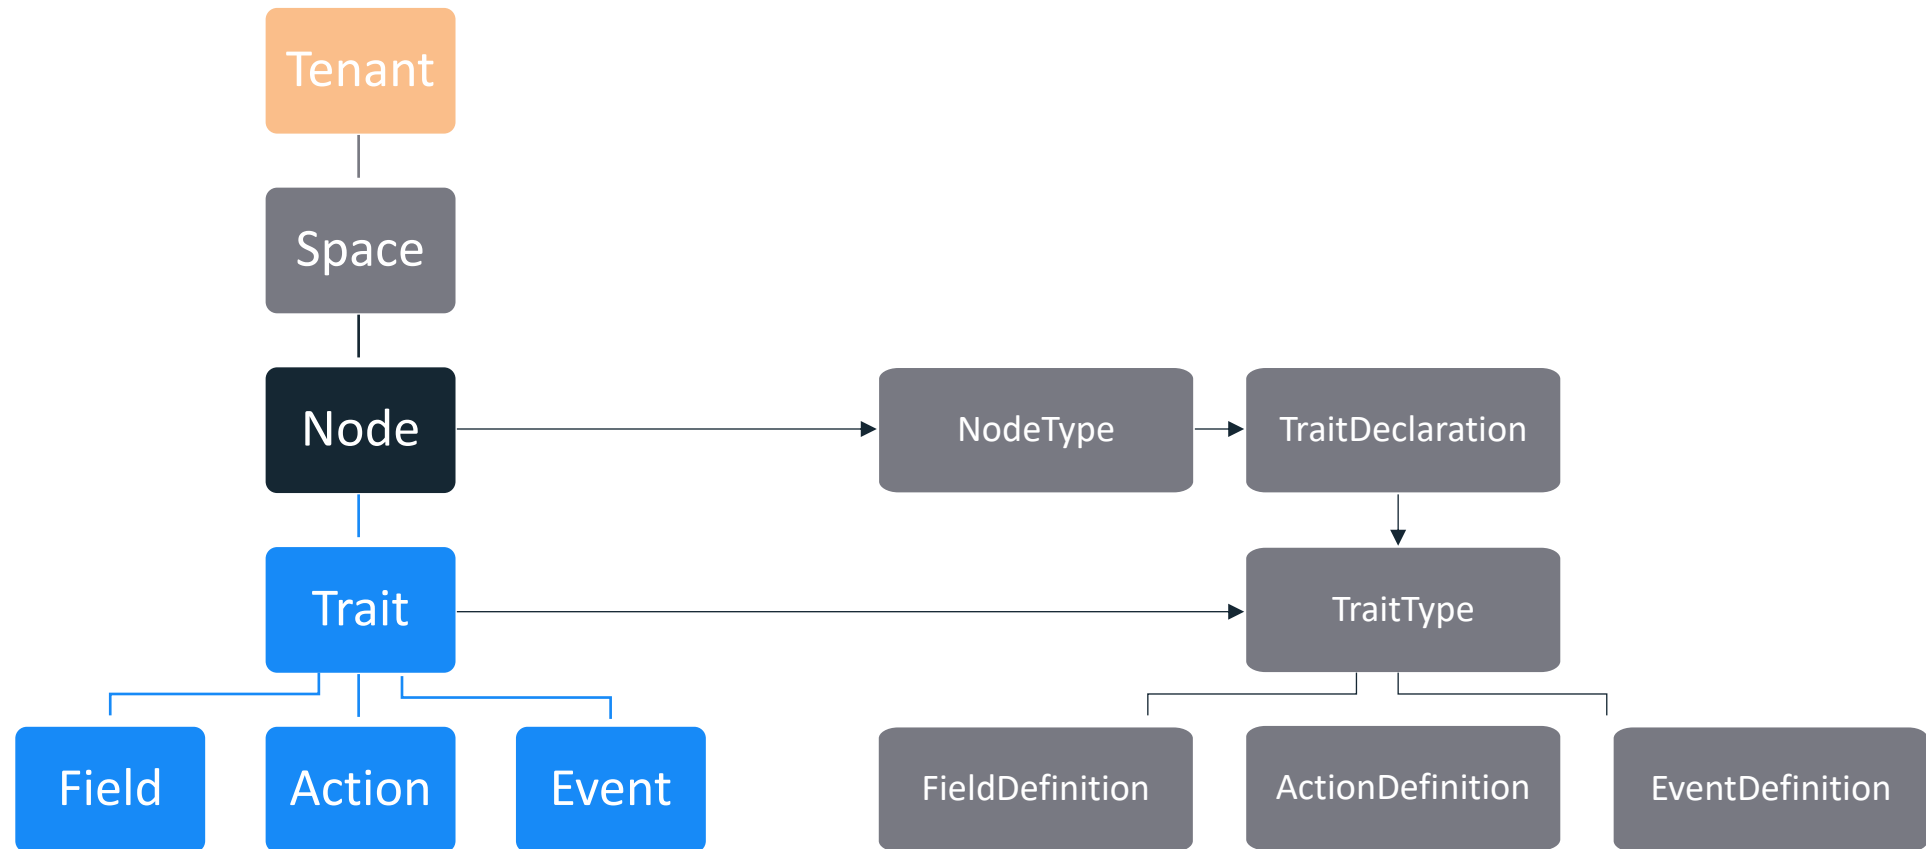 Tenant
Space
Node
NodeType
TraitDeclaration
Trait
TraitType
Field
Action
Event
FieldDefinition
ActionDefinition
EventDefinition